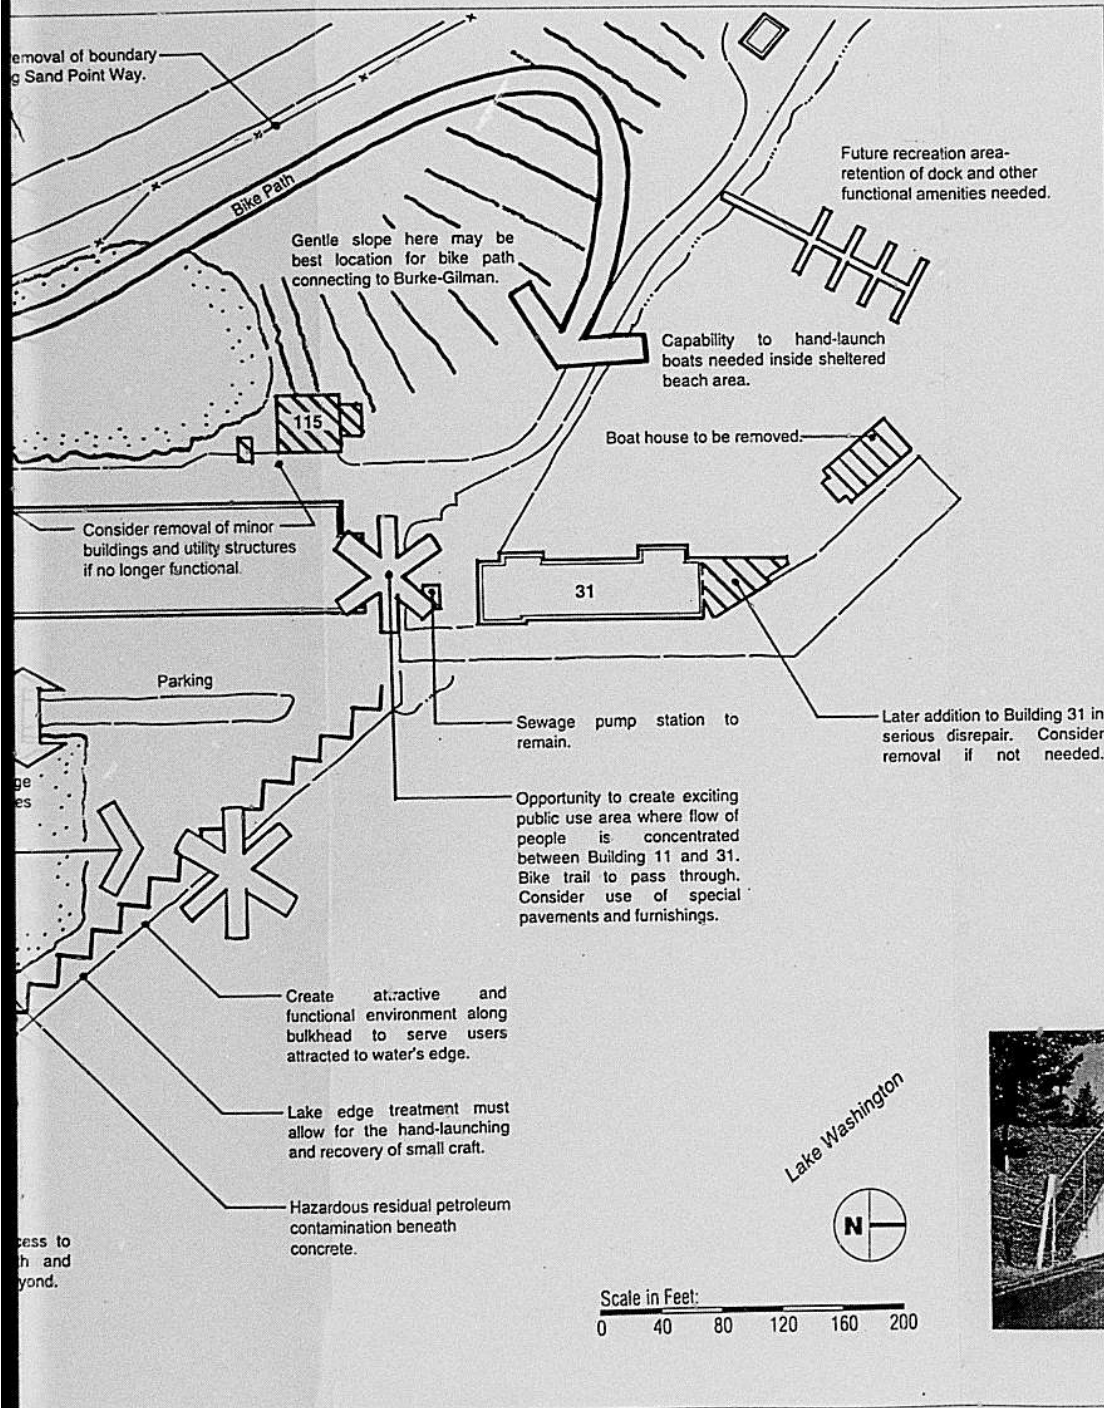 emoval of boundary
g Sand Point Way.
Bike Path
Future recreation area-
retention of dock and other
functional amenities needed.
Gentle slope here may be
best location for bike path
connecting to Burke-Gilman.
Capability to hand-launch
boats needed inside sheltered
beach area.
115
Boat house to be removed.
Consider removal of minor
buildings and utility structures
if no longer functional.
31
Parking
Sewage pump station to
remain.
Later addition to Building 31 in
serious disrepair. Consider
removal if not needed.
ge
es
Opportunity to create exciting
public use area where flow of
people is concentrated
between Building 11 and 31.
Bike trail to pass through.
Consider use of special
pavements and furnishings.
Create attractive and
functional environment along
bulkhead to serve users
attracted to water's edge.
Lake edge treatment must
allow for the hand-launching
and recovery of small craft.
Lake Washington
Hazardous residual petroleum
contamination beneath
concrete.
N
cess to
h and
yond.
Scale in Feet:
0 40 80 120 160 200